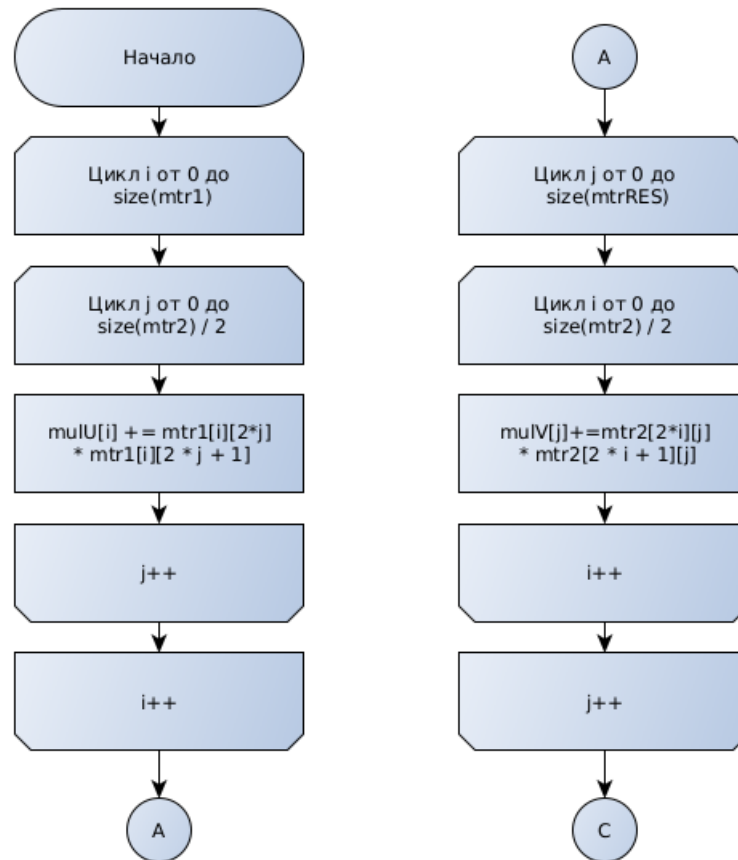 Начало
Цикл i от 0 до
size(mtr1)
Цикл j от 0 до
size(mtr2) / 2
mulU[i] += mtr1[i][2*j]
* mtr1[i][2 * j + 1]
j++
i++
A
A
Цикл j от 0 до
size(mtrRES)
Цикл i от 0 до
size(mtr2) / 2
mulV[j]+=mtr2[2*i][j]
* mtr2[2 * i + 1][j]
i++
j++
C